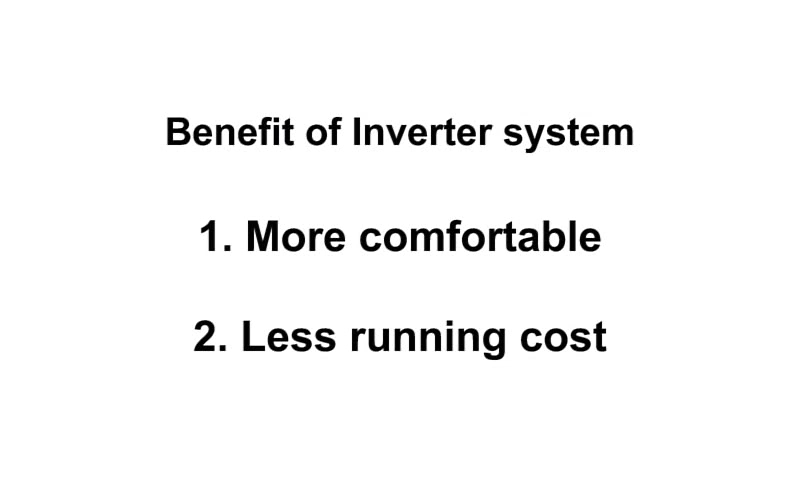 Benefit of Inverter system
1. More comfortable
2. Less running cost